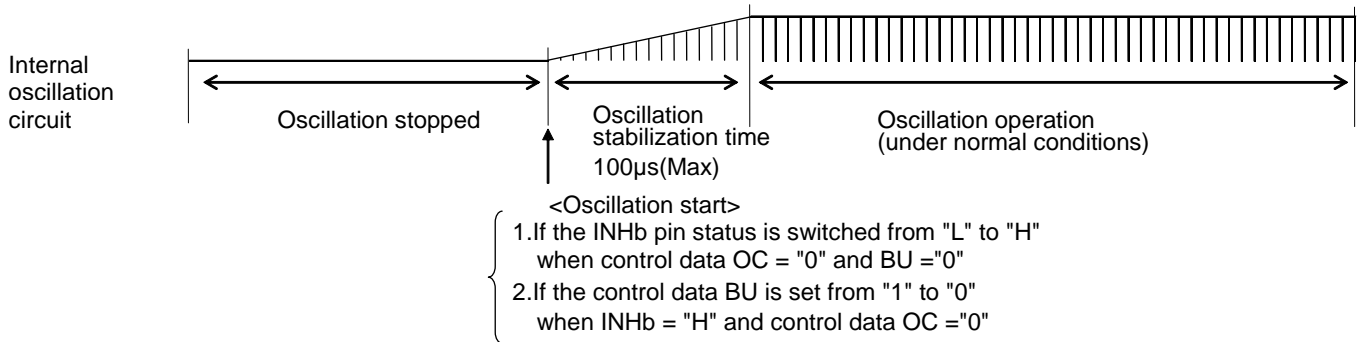 Internal
oscillation
circuit
Oscillation stopped
Oscillation
stabilization time
100µs(Max)
Oscillation operation
(under normal conditions)
<Oscillation start>
1.If the INHb pin status is switched from "L" to "H"
when control data OC = "0" and BU ="0"
2.If the control data BU is set from "1" to "0"
when INHb = "H" and control data OC ="0"